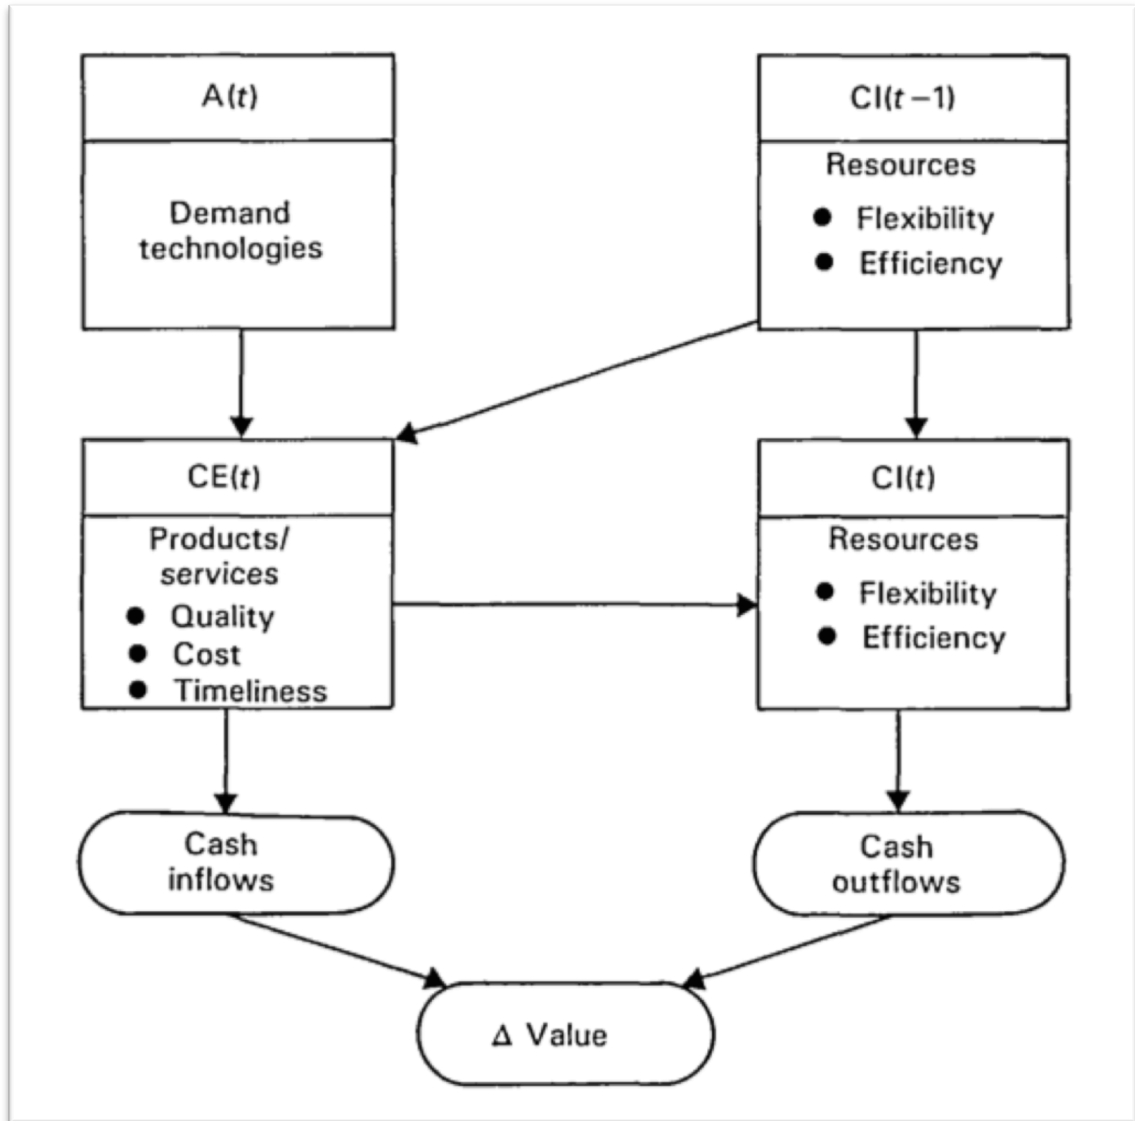 A(t)
CI(t−1)
Demand
technologies
Resources
● Flexibility
● Efficiency
CE(t)
CI(t)
Products/
services
● Quality
● Cost
● Timeliness
Resources
● Flexibility
● Efficiency
Cash
inflows
Cash
outflows
Δ Value